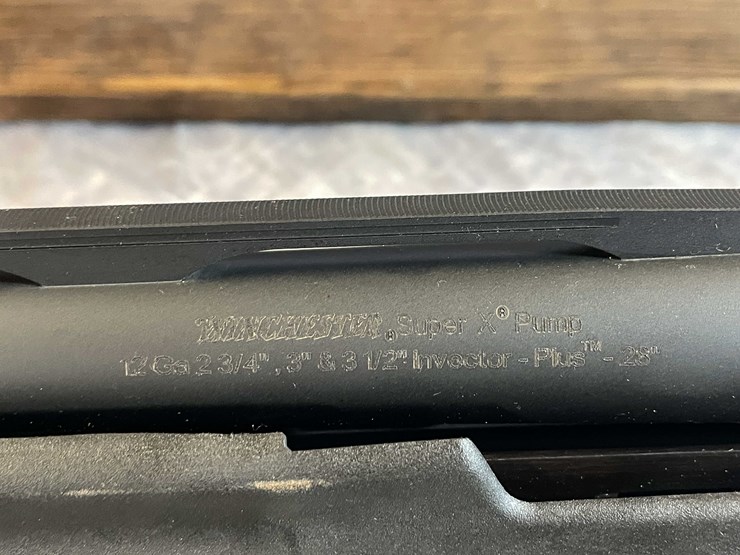 WINCHESTER® Super X® Pump
12 Ga 2 3/4", 3" & 3 1/2" Invector - Plus™ - 28"